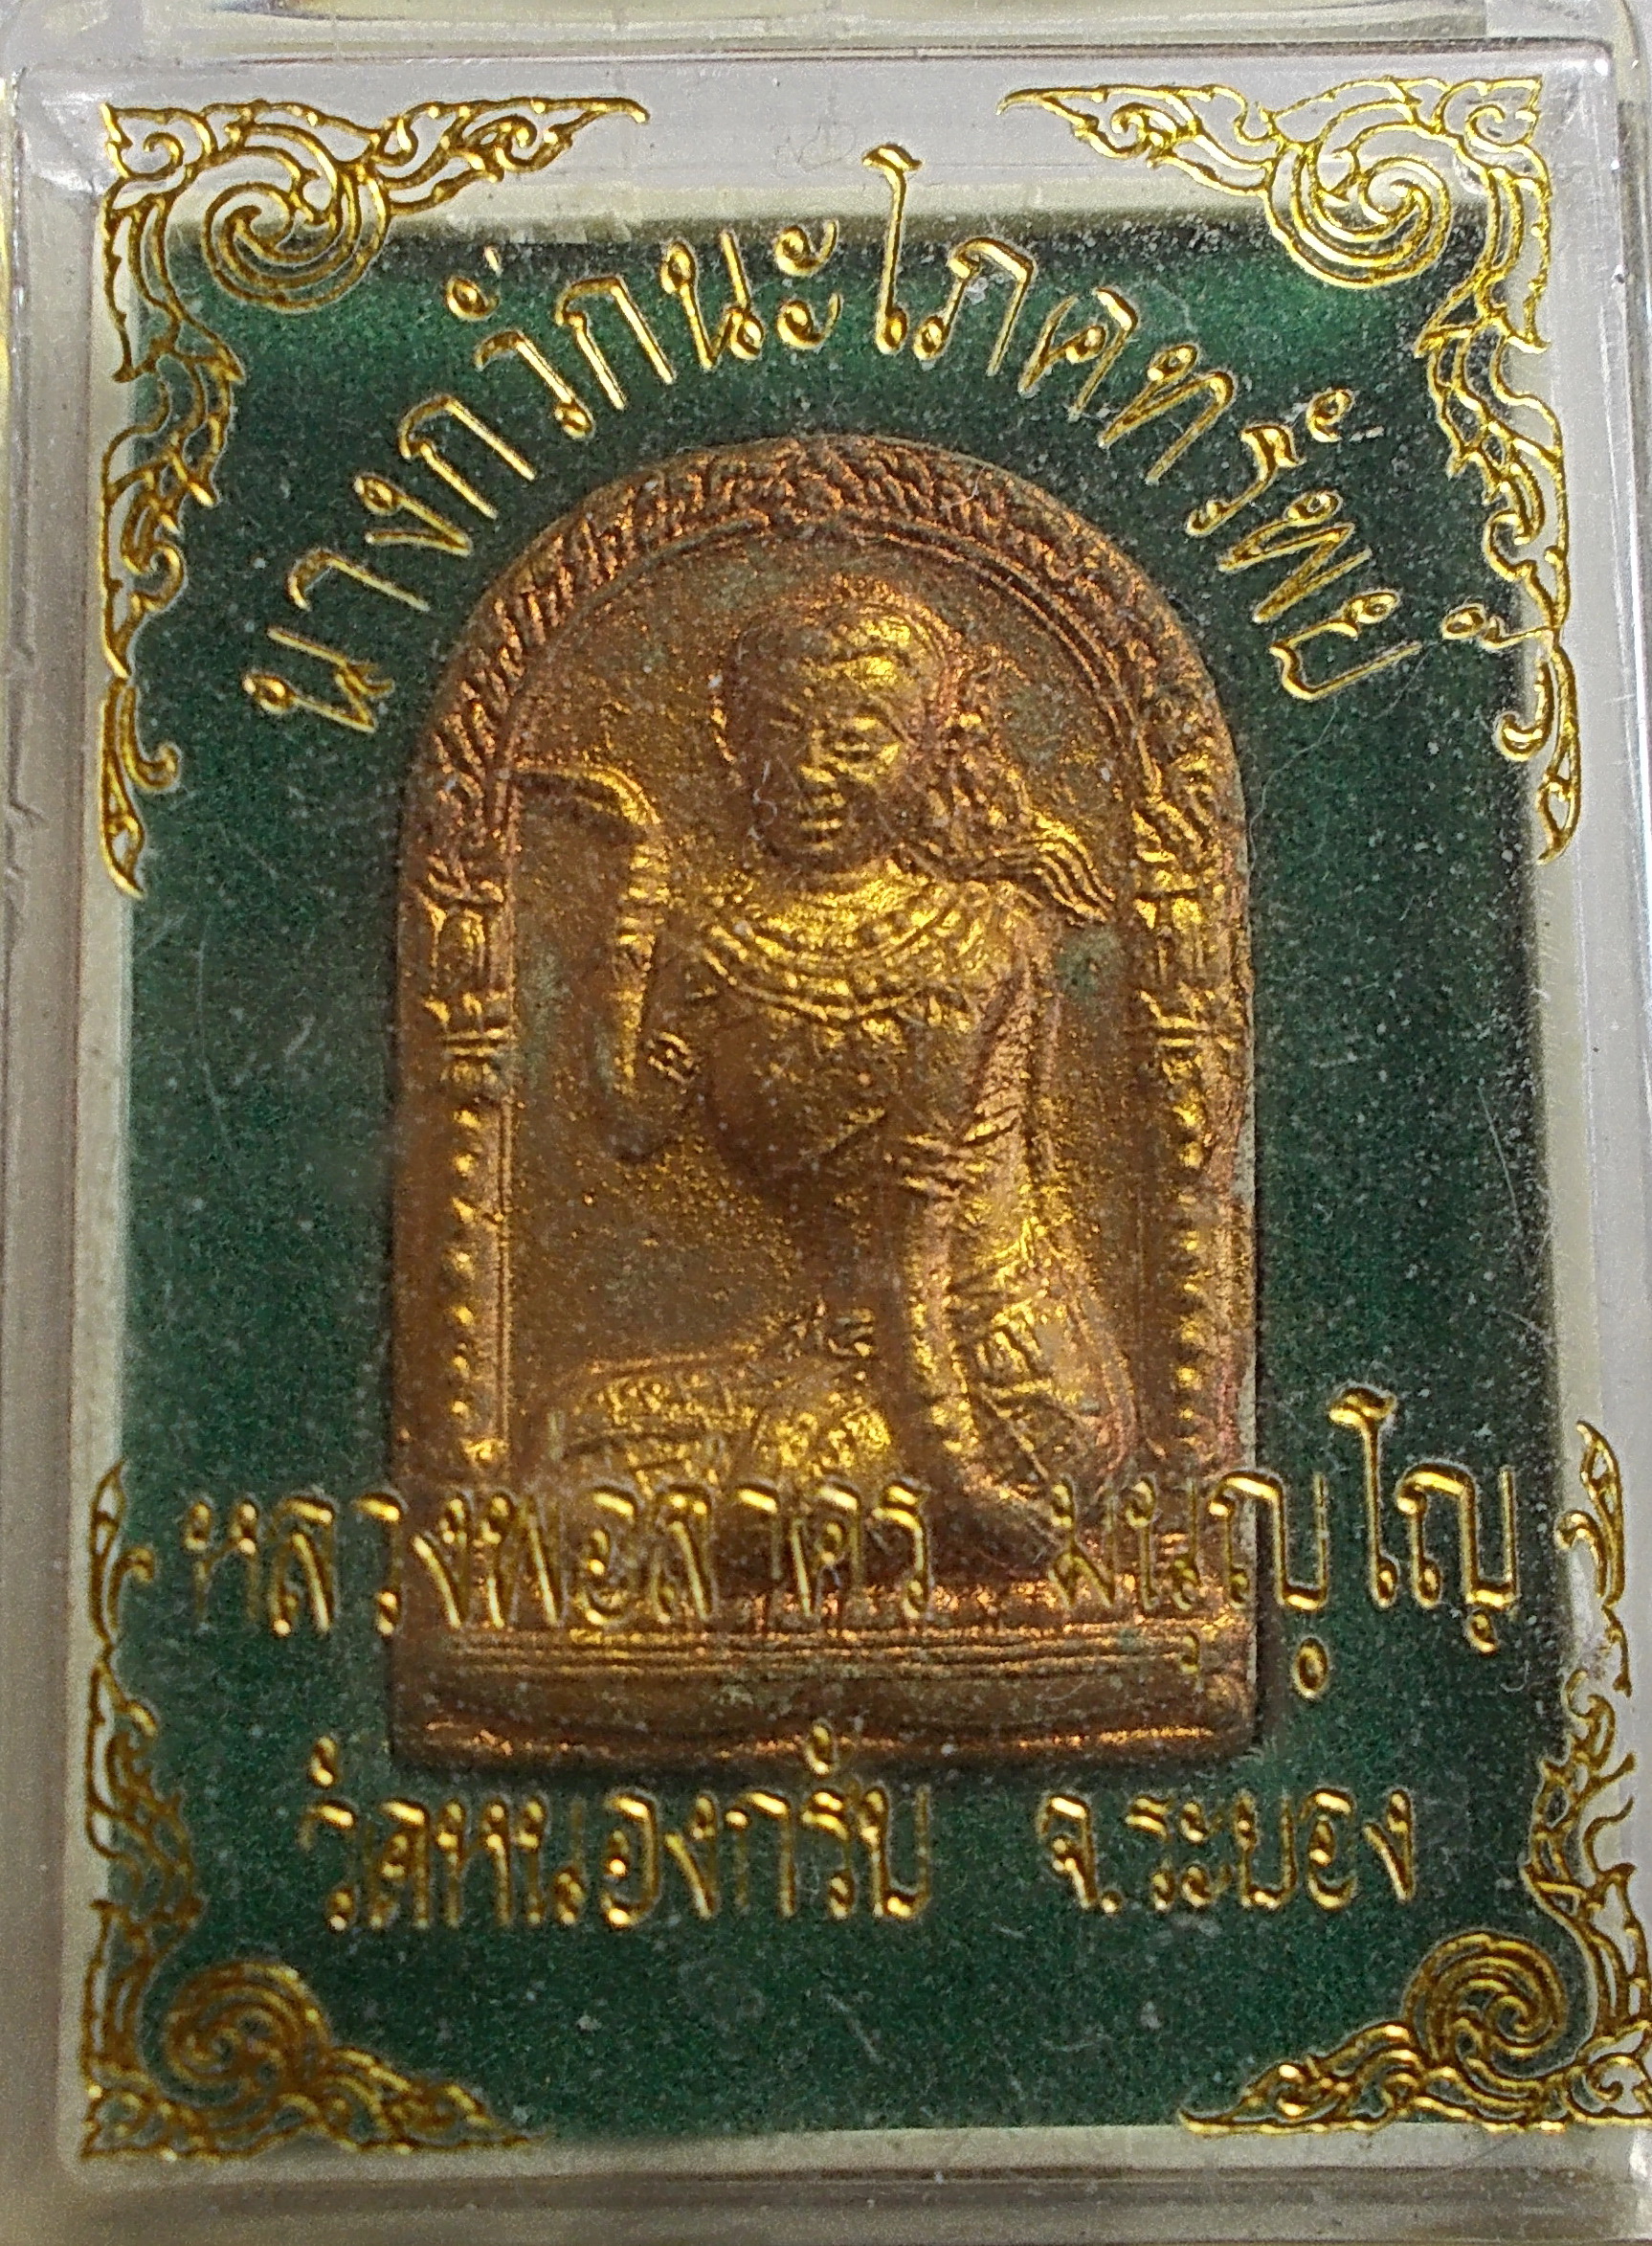 นางกวักนะโภคทรัพย์
หลวงพ่อสาคร มนุญฺโญ
วัดหนองกรับ จ.ระยอง